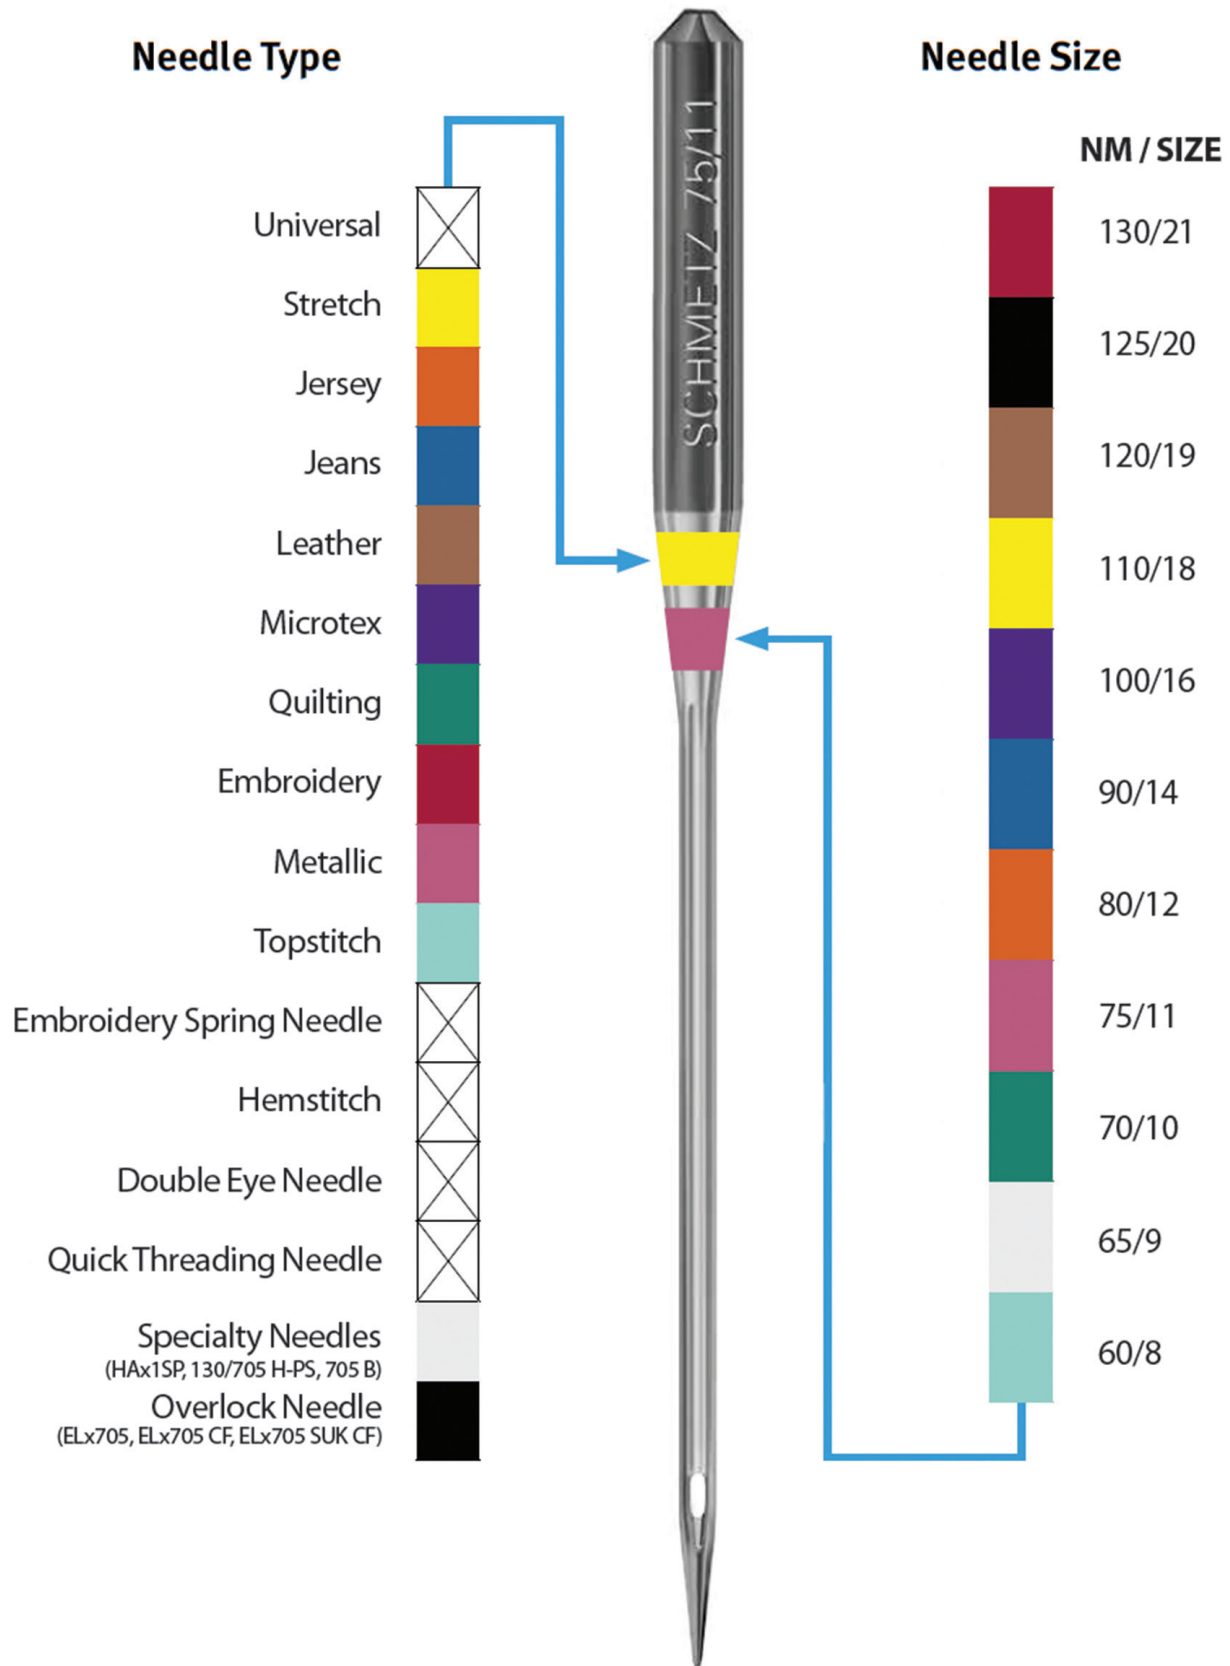 Needle Type
Needle Size
NM / SIZE
SCHMETZ 75/11
Universal
Stretch
Jersey
Jeans
Leather
Microtex
Quilting
Embroidery
Metallic
Topstitch
Embroidery Spring Needle
Hemstitch
Double Eye Needle
Quick Threading Needle
Specialty Needles
(HAx1SP, 130/705 H-PS, 705 B)
Overlock Needle
(ELx705, ELx705 CF, ELx705 SUK CF)
130/21
125/20
120/19
110/18
100/16
90/14
80/12
75/11
70/10
65/9
60/8